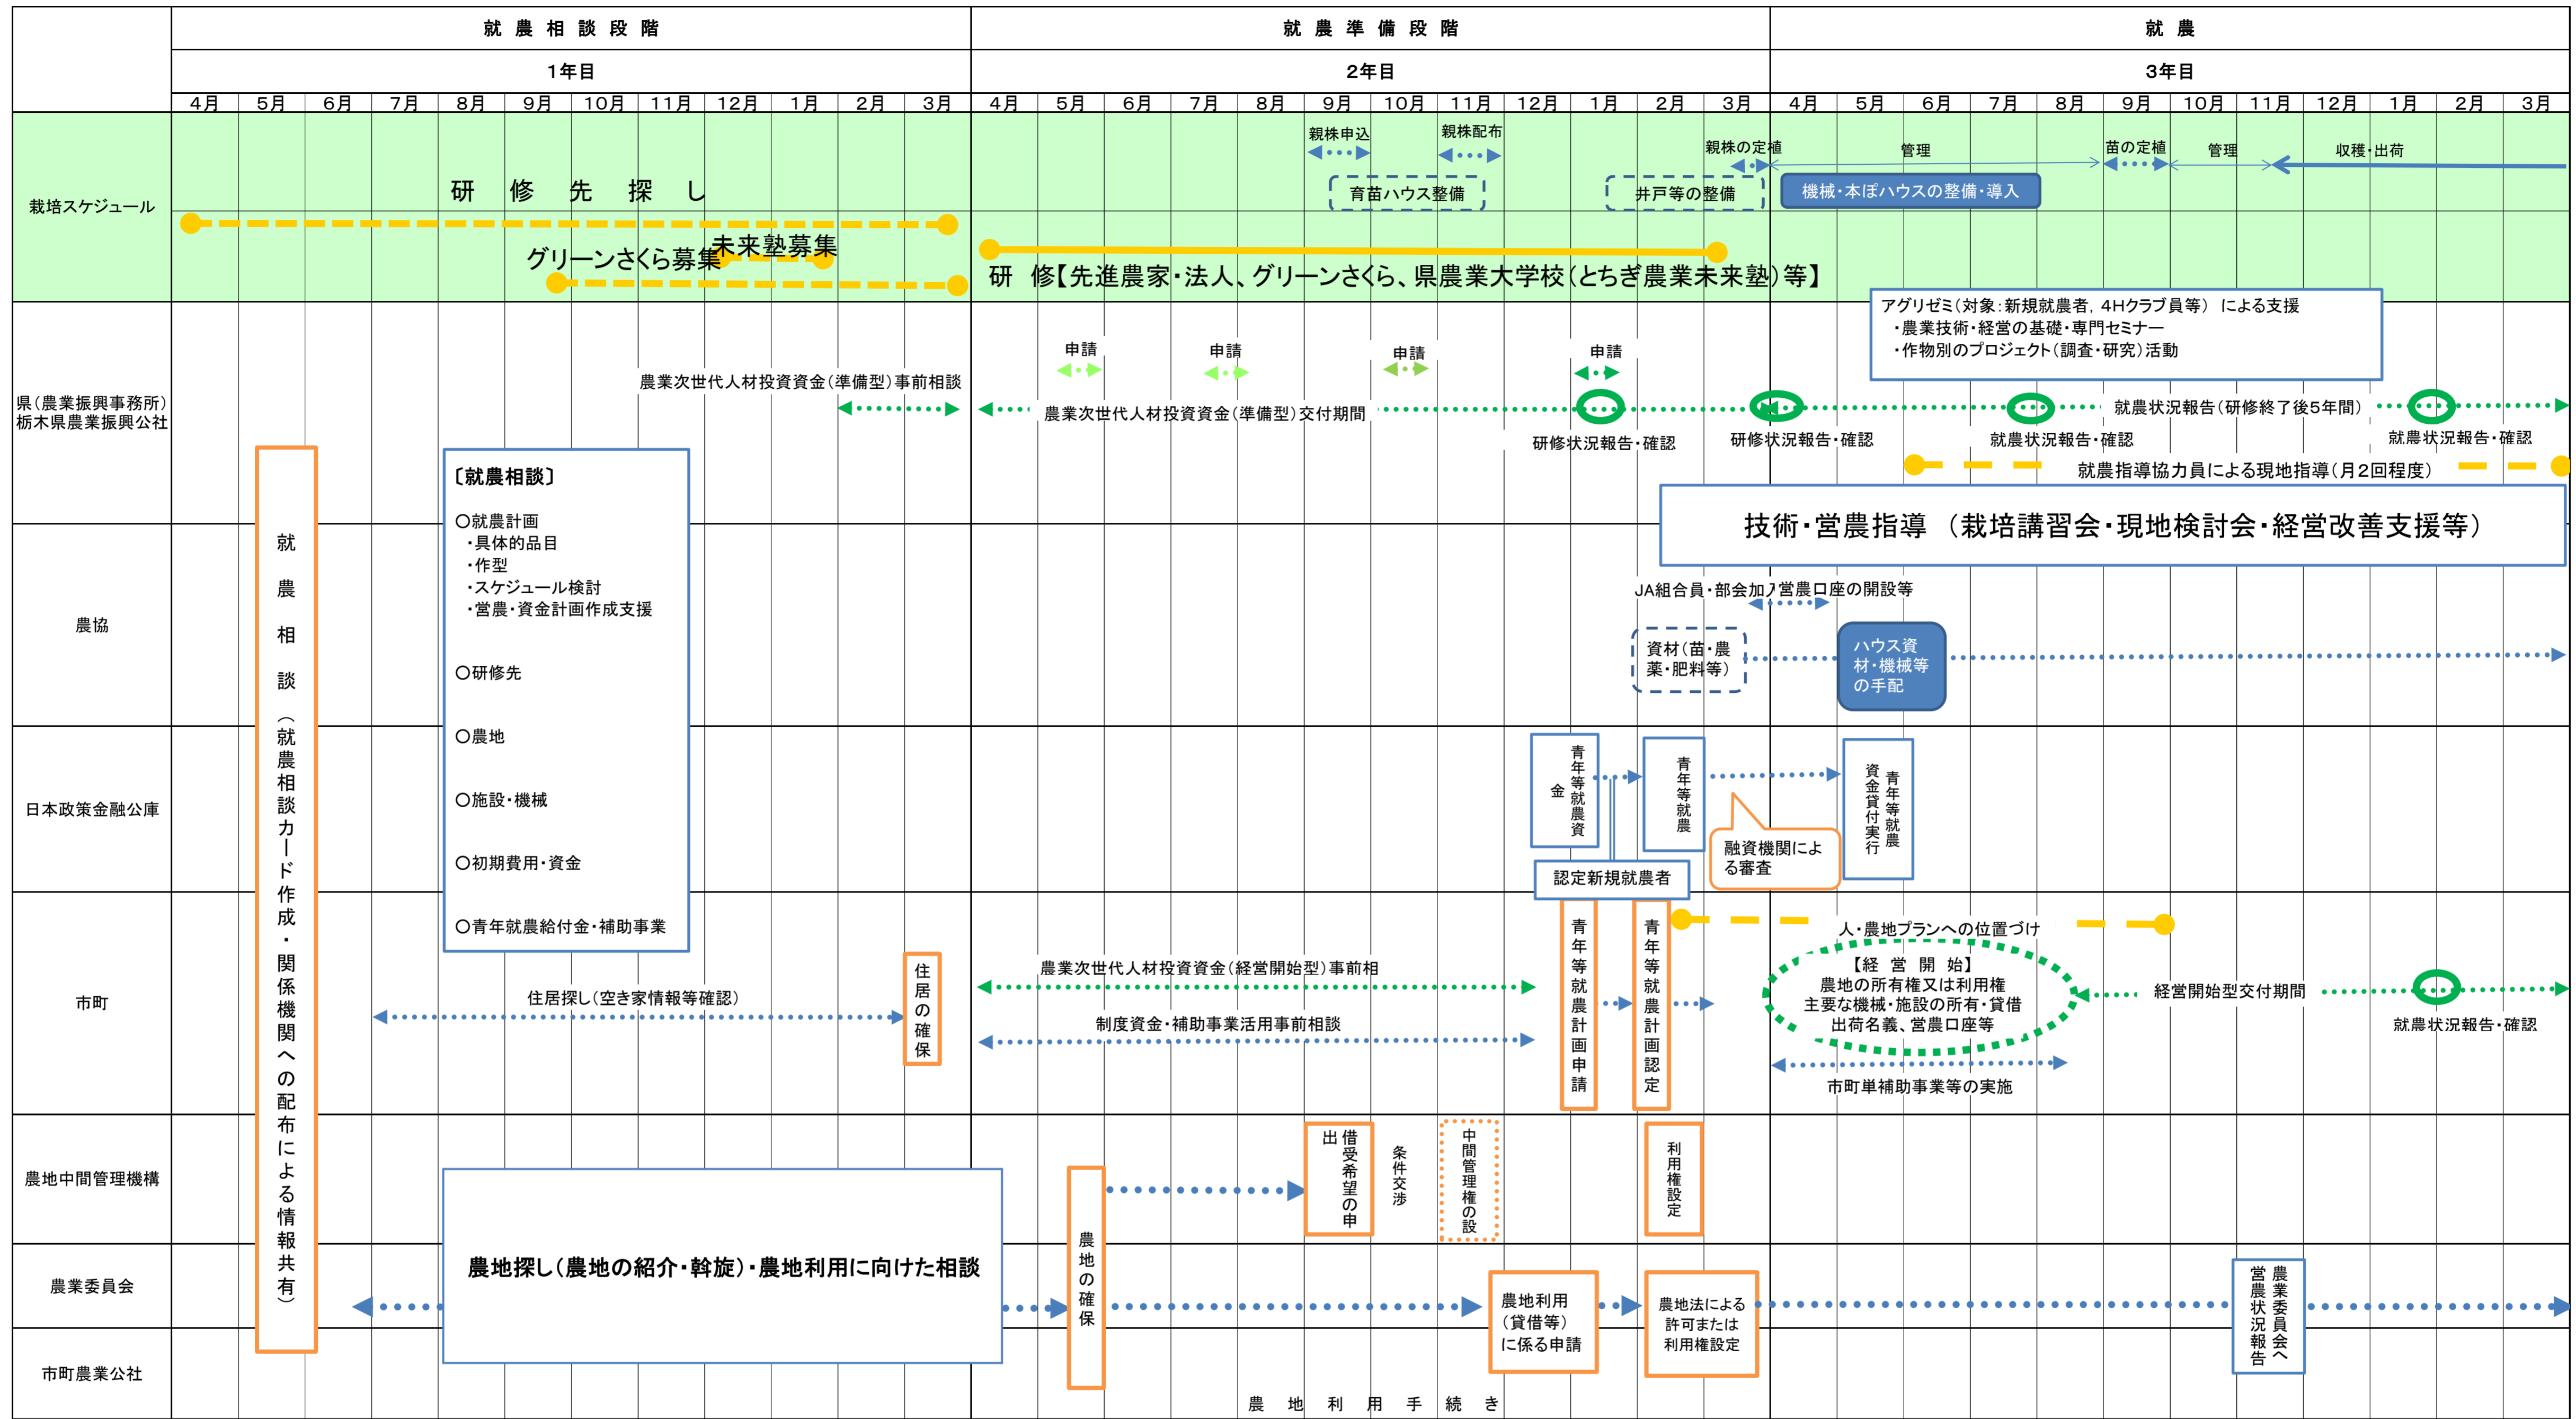 就農相談段階
就農準備段階
就農
1年目
2年目
3年目
4月 5月 6月 7月 8月 9月 10月 11月 12月 1月 2月 3月 4月 5月 6月 7月 8月 9月 10月 11月 12月 1月 2月 3月 4月 5月 6月 7月 8月 9月 10月 11月 12月 1月 2月 3月
栽培スケジュール
研修先探し
未来塾募集
グリーンさくら募集
親株申込
親株配布
親株の定植
管理
苗の定植
管理
収穫・出荷
育苗ハウス整備
井戸等の整備
機械・本ぽハウスの整備・導入
研 修【先進農家・法人、グリーンさくら、県農業大学校(とちぎ農業未来塾)等】
県(農業振興事務所)
栃木県農業振興公社
アグリゼミ(対象:新規就農者, 4Hクラブ員等) による支援
・農業技術・経営の基礎・専門セミナー
・作物別のプロジェクト(調査・研究)活動
申請
申請
申請
申請
農業次世代人材投資資金(準備型)事前相談
農業次世代人材投資資金(準備型)交付期間
就農状況報告(研修終了後5年間)
研修状況報告・確認
研修状況報告・確認
就農状況報告・確認
就農状況報告・確認
就農指導協力員による現地指導(月2回程度)
技術・営農指導 (栽培講習会・現地検討会・経営改善支援等)
就農相談(就農相談カード作成・関係機関への配布による情報共有)
〔就農相談〕
○就農計画
・具体的品目
・作型
・スケジュール検討
・営農・資金計画作成支援
○研修先
○農地
○施設・機械
○初期費用・資金
○青年就農給付金・補助事業
農協
JA組合員・部会加入
営農口座の開設等
資材(苗・農
薬・肥料等)
ハウス資
材・機械等
の手配
日本政策金融公庫
青年等就農資
金
青年等就農
青年等就農
資金貸付実行
融資機関によ
る審査
認定新規就農者
市町
住居探し(空き家情報等確認)
住居の確保
農業次世代人材投資資金(経営開始型)事前相
制度資金・補助事業活用事前相談
青年等就農計画申請
青年等就農計画認定
人・農地プランへの位置づけ
【経 営 開 始】
農地の所有権又は利用権
主要な機械・施設の所有・貸借
出荷名義、営農口座等
経営開始型交付期間
就農状況報告・確認
市町単補助事業等の実施
農地中間管理機構
借受希望の申
出
条件交渉
中間管理権の設
利用権設定
農業委員会
農地探し(農地の紹介・斡旋)・農地利用に向けた相談
農地の確保
農地利用
(貸借等)
に係る申請
農地法による
許可または
利用権設定
農業委員会へ
営農状況報告
市町農業公社
農地利用手続き